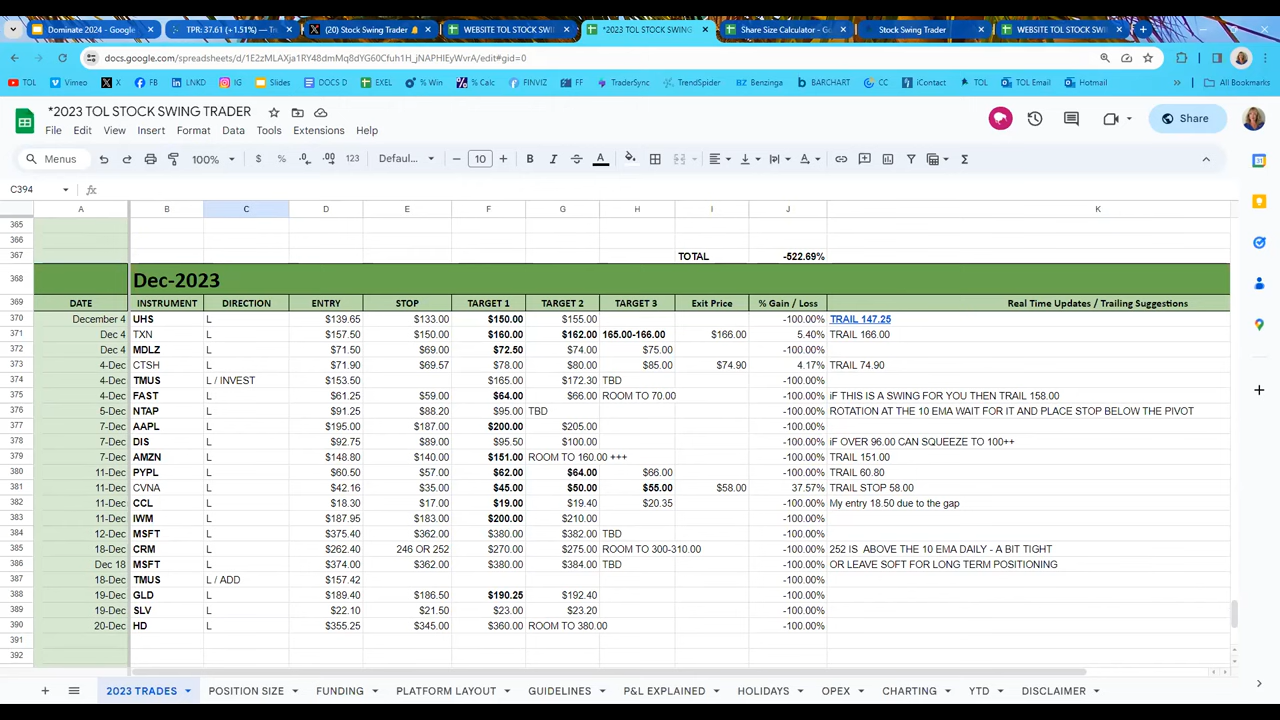 Dominate 2024 - Google
TPR: 37.61 (+1.51%) — Tre
(20) Stock Swing Trader
WEBSITE TOL STOCK SWI
*2023 TOL STOCK SWING
Share Size Calculator - Go
Stock Swing Trader
WEBSITE TOL STOCK SWI
docs.google.com/spreadsheets/d/1E2zMLAXja1RY48dmMq8dYG60Cfuh1H_jNAPHIEyWvrA/edit#gid=0
TOL Vimeo X FB LNKD IG Slides DOCS D EXEL % Win % Calc FINVIZ FF TraderSync TrendSpider Benzinga BARCHART CC iContact TOL TOL Email Hotmail All Bookmarks
*2023 TOL STOCK SWING TRADER
File Edit View Insert Format Data Tools Extensions Help
Share
Menus 100% $ % .0 .00 123 Defaul... 10 B I A
C394
A B C D E F G H I J K
365
366
367 TOTAL -522.69%
368 Dec-2023
369 DATE INSTRUMENT DIRECTION ENTRY STOP TARGET 1 TARGET 2 TARGET 3 Exit Price % Gain / Loss Real Time Updates / Trailing Suggestions
370 December 4 UHS L $139.65 $133.00 $150.00 $155.00 -100.00% TRAIL 147.25
371 Dec 4 TXN L $157.50 $150.00 $160.00 $162.00 165.00-166.00 $166.00 5.40% TRAIL 166.00
372 Dec 4 MDLZ L $71.50 $69.00 $72.50 $74.00 $75.00 -100.00%
373 4-Dec CTSH L $71.90 $69.57 $78.00 $80.00 $85.00 $74.90 4.17% TRAIL 74.90
374 4-Dec TMUS L / INVEST $153.50 $165.00 $172.30 TBD -100.00%
375 4-Dec FAST L $61.25 $59.00 $64.00 $66.00 ROOM TO 70.00 -100.00% iF THIS IS A SWING FOR YOU THEN TRAIL 158.00
376 5-Dec NTAP L $91.25 $88.20 $95.00 TBD -100.00% ROTATION AT THE 10 EMA WAIT FOR IT AND PLACE STOP BELOW THE PIVOT
377 7-Dec AAPL L $195.00 $187.00 $200.00 $205.00 -100.00%
378 7-Dec DIS L $92.75 $89.00 $95.50 $100.00 -100.00% iF OVER 96.00 CAN SQUEEZE TO 100++
379 7-Dec AMZN L $148.80 $140.00 $151.00 ROOM TO 160.00 +++ -100.00% TRAIL 151.00
380 11-Dec PYPL L $60.50 $57.00 $62.00 $64.00 $66.00 -100.00% TRAIL 60.80
381 11-Dec CVNA L $42.16 $35.00 $45.00 $50.00 $55.00 $58.00 37.57% TRAIL STOP 58.00
382 11-Dec CCL L $18.30 $17.00 $19.00 $19.40 $20.35 -100.00% My entry 18.50 due to the gap
383 11-Dec IWM L $187.95 $183.00 $200.00 $210.00 -100.00%
384 12-Dec MSFT L $375.40 $362.00 $380.00 $382.00 TBD -100.00%
385 18-Dec CRM L $262.40 246 OR 252 $270.00 $275.00 ROOM TO 300-310.00 -100.00% 252 IS ABOVE THE 10 EMA DAILY - A BIT TIGHT
386 Dec 18 MSFT L $374.00 $362.00 $380.00 $384.00 TBD -100.00% OR LEAVE SOFT FOR LONG TERM POSITIONING
387 18-Dec TMUS L / ADD $157.42 -100.00%
388 19-Dec GLD L $189.40 $186.50 $190.25 $192.40 -100.00%
389 19-Dec SLV L $22.10 $21.50 $23.00 $23.20 -100.00%
390 20-Dec HD L $355.25 $345.00 $360.00 ROOM TO 380.00 -100.00%
391
392
2023 TRADES POSITION SIZE FUNDING PLATFORM LAYOUT GUIDELINES P&L EXPLAINED HOLIDAYS OPEX CHARTING YTD DISCLAIMER